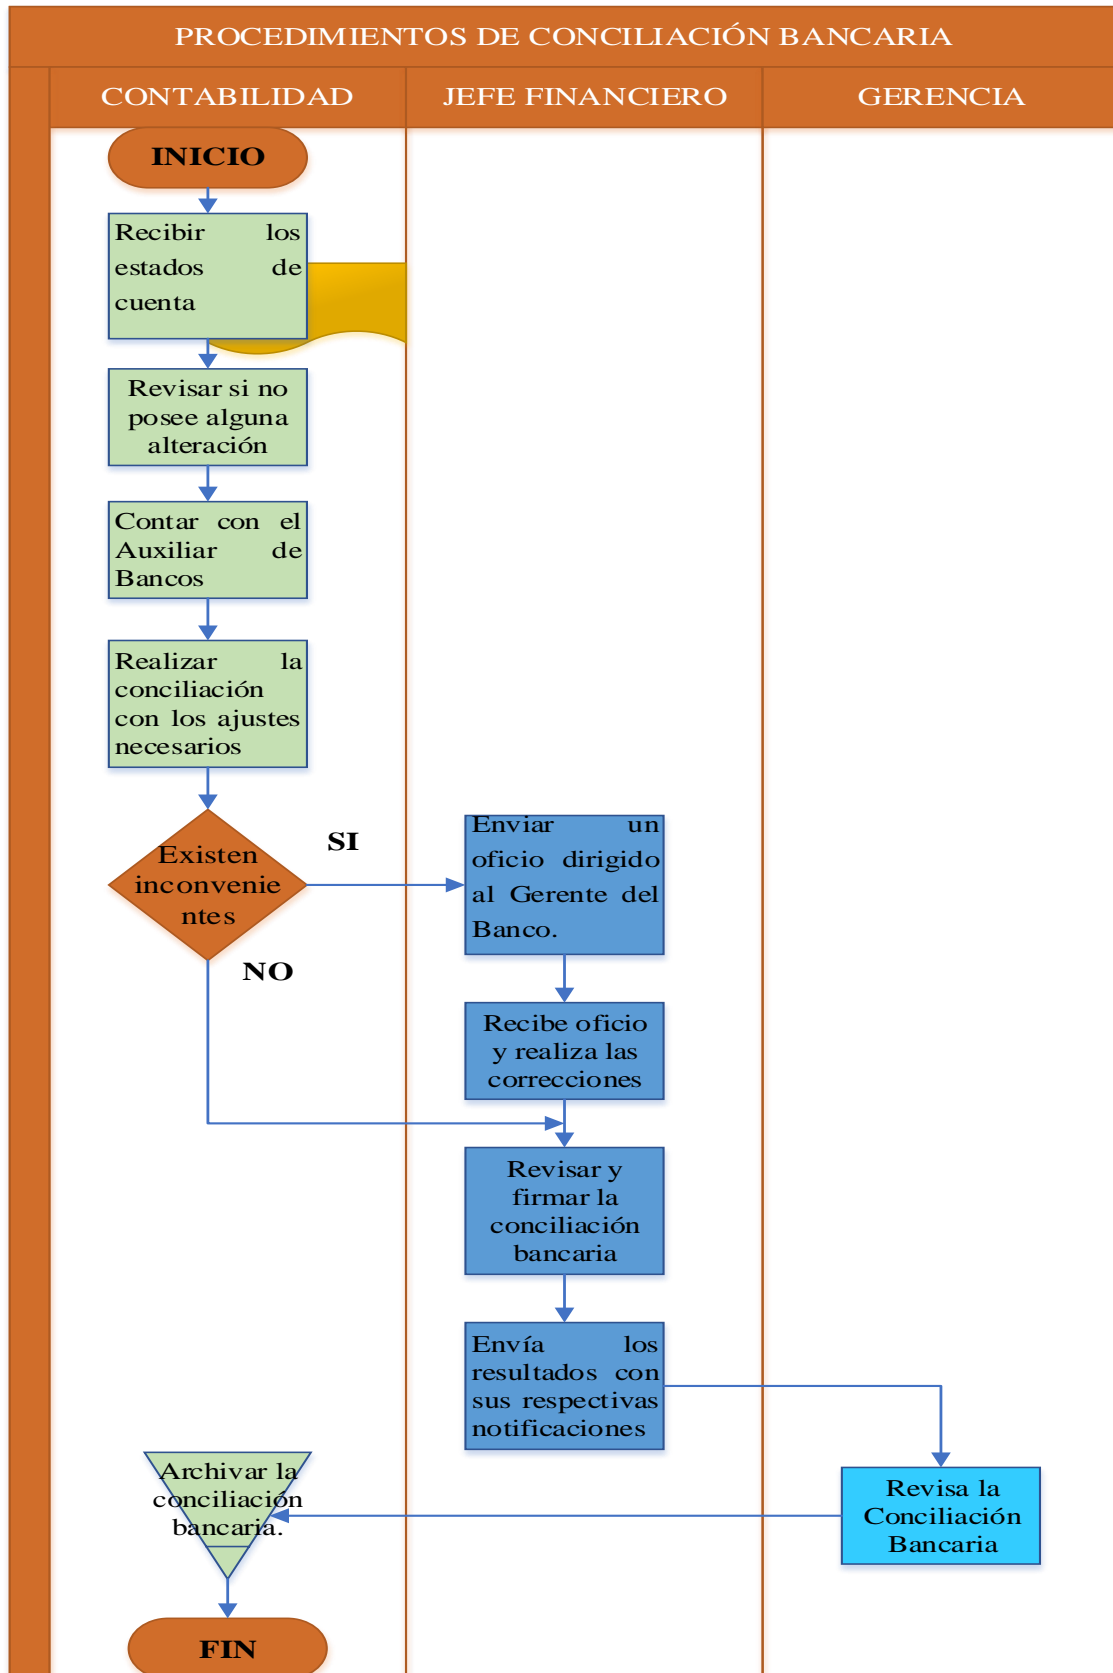 PROCEDIMIENTOS DE CONCILIACIÓN BANCARIA
CONTABILIDAD
JEFE FINANCIERO
GERENCIA
INICIO
Recibir los
estados de
cuenta
Revisar si no
posee alguna
alteración
Contar con el
Auxiliar de
Bancos
Realizar la
conciliación
con los ajustes
necesarios
Existen
inconvenie
ntes
SI
NO
Enviar un
oficio dirigido
al Gerente del
Banco.
Recibe oficio
y realiza las
correcciones
Revisar y
firmar la
conciliación
bancaria
Envía los
resultados con
sus respectivas
notificaciones
Revisa la
Conciliación
Bancaria
Archivar la
conciliación
bancaria.
FIN